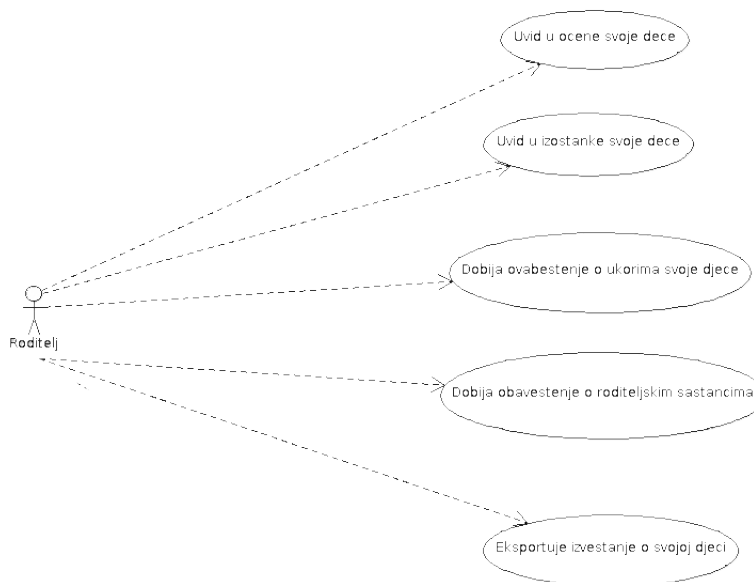 Uvid u ocene svoje dece
Uvid u izostanke svoje dece
Dobija ovabestenje o ukorima svoje djece
Roditelj
Dobija obavestenje o roditeljskim sastancima
Eksportuje izvestanje o svojoj djeci